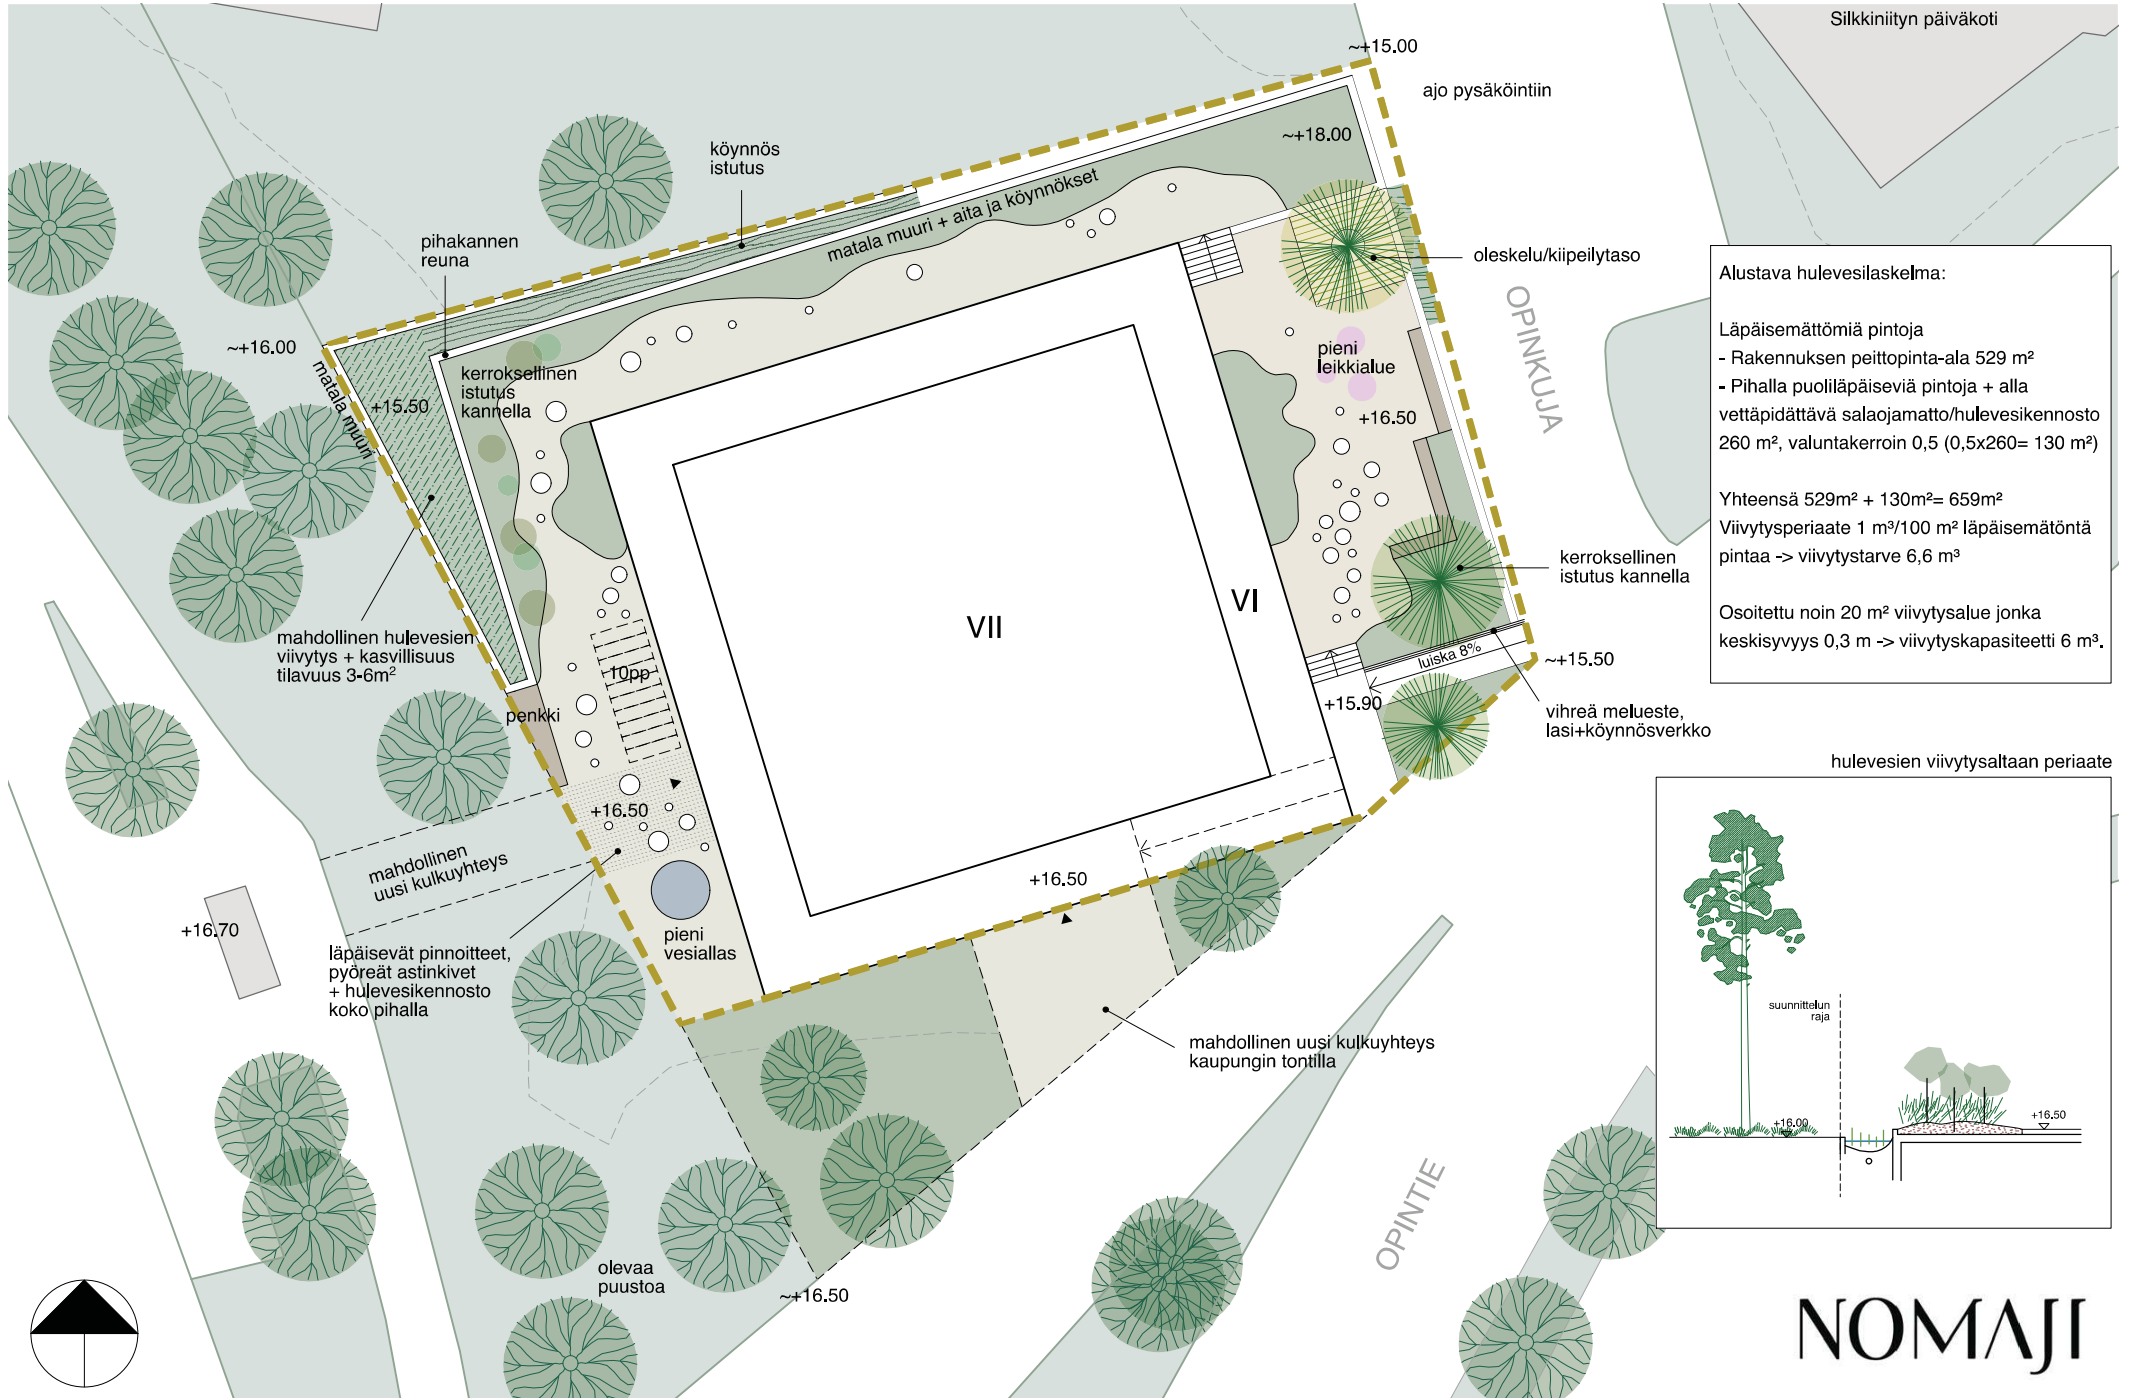 Silkkiniityn päiväkoti
~+15.00
ajo pysäköintiin
~+18.00
köynnös
istutus
matala muuri + aita ja köynnökset
pihakannen
reuna
oleskelu/kiipeilytaso
OPINKUJA
~+16.00
matala muuri
+15.50
kerroksellinen
istutus
kannella
pieni
leikkialue
+16.50
Alustava hulevesilaskelma:
Läpäisemättömiä pintoja
- Rakennuksen peittopinta-ala 529 m²
- Pihalla puoliläpäiseviä pintoja + alla
vettäpidättävä salaojamatto/hulevesikennosto
260 m², valuntakerroin 0,5 (0,5x260= 130 m²)
Yhteensä 529m² + 130m²= 659m²
Viivytysperiaate 1 m³/100 m² läpäisemätöntä
pintaa -> viivytystarve 6,6 m³
Osoitettu noin 20 m² viivytysalue jonka
keskisyvyys 0,3 m -> viivytyskapasiteetti 6 m³.
kerroksellinen
istutus kannella
VII
VI
mahdollinen hulevesien
viivytys + kasvillisuus
tilavuus 3-6m²
10pp
penkki
luiska 8%
~+15.50
+15.90
vihreä melueste,
lasi+köynnösverkko
hulevesien viivytysaltaan periaate
+16.50
mahdollinen
uusi kulkuyhteys
+16.50
+16.70
pieni
vesiallas
läpäisevät pinnoitteet,
pyöreät astinkivet
+ hulevesikennosto
koko pihalla
mahdollinen uusi kulkuyhteys
kaupungin tontilla
suunnittelun
raja
+16.00
+16.50
OPINTIE
olevaa
puustoa
~+16.50
NOMAJI